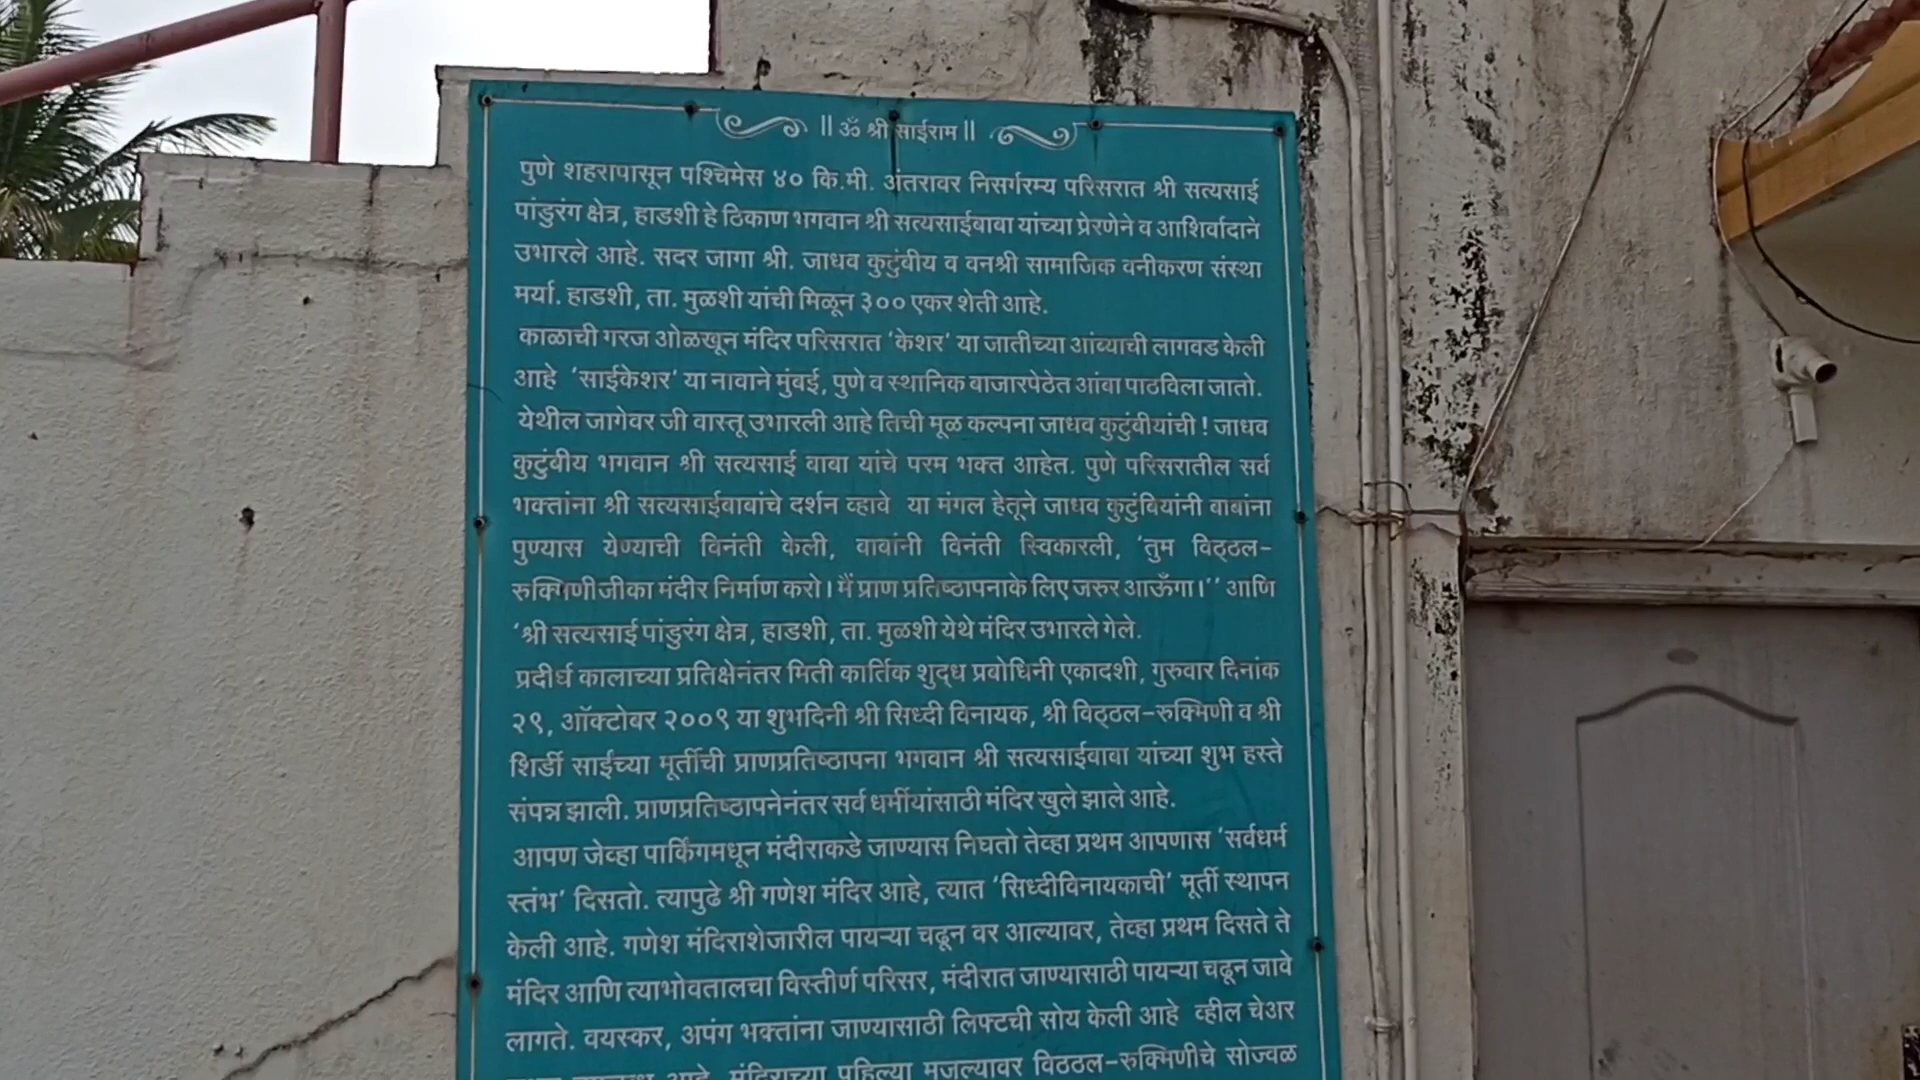 ॥ ॐ श्री साईराम ॥
पुणे शहरापासून पश्चिमेस ४० कि.मी. अंतरावर निसर्गरम्य परिसरात श्री सत्यसाई
पांडुरंग क्षेत्र, हाडशी हे ठिकाण भगवान श्री सत्यसाईबाबा यांच्या प्रेरणेने व आशिर्वादाने
उभारले आहे. सदर जागा श्री. जाधव कुटुंबीय व वनश्री सामाजिक वनीकरण संस्था
मर्या. हाडशी, ता. मुळशी यांची मिळून ३०० एकर शेती आहे.
काळाची गरज ओळखून मंदिर परिसरात 'केशर' या जातीच्या आंब्याची लागवड केली
आहे 'साईकेशर' या नावाने मुंबई, पुणे व स्थानिक बाजारपेठेत आंबा पाठविला जातो.
येथील जागेवर जी वास्तू उभारली आहे तिची मूळ कल्पना जाधव कुटुंबीयांची ! जाधव
कुटुंबीय भगवान श्री सत्यसाई बाबा यांचे परम भक्त आहेत. पुणे परिसरातील सर्व
भक्तांना श्री सत्यसाईबाबांचे दर्शन व्हावे या मंगल हेतूने जाधव कुटुंबियांनी बाबांना
पुण्यास येण्याची विनंती केली, बाबांनी विनंती स्विकारली, 'तुम विठ्ठल-
रुक्मिणीजीका मंदीर निर्माण करो। मैं प्राण प्रतिष्ठापनाके लिए जरुर आऊँगा।'' आणि
'श्री सत्यसाई पांडुरंग क्षेत्र, हाडशी, ता. मुळशी येथे मंदिर उभारले गेले.
प्रदीर्घ कालाच्या प्रतिक्षेनंतर मिती कार्तिक शुद्ध प्रबोधिनी एकादशी, गुरुवार दिनांक
२९, ऑक्टोबर २००९ या शुभदिनी श्री सिध्दी विनायक, श्री विठ्ठल-रुक्मिणी व श्री
शिर्डी साईंच्या मूर्तीची प्राणप्रतिष्ठापना भगवान श्री सत्यसाईबाबा यांच्या शुभ हस्ते
संपन्न झाली. प्राणप्रतिष्ठापनेनंतर सर्व धर्मीयांसाठी मंदिर खुले झाले आहे.
आपण जेव्हा पार्किंगमधून मंदीराकडे जाण्यास निघतो तेव्हा प्रथम आपणास 'सर्वधर्म
स्तंभ' दिसतो. त्यापुढे श्री गणेश मंदिर आहे, त्यात 'सिध्दीविनायकाची' मूर्ती स्थापन
केली आहे. गणेश मंदिराशेजारील पायऱ्या चढून वर आल्यावर, तेव्हा प्रथम दिसते ते
मंदिर आणि त्याभोवतालचा विस्तीर्ण परिसर, मंदीरात जाण्यासाठी पायऱ्या चढून जावे
लागते. वयस्कर, अपंग भक्तांना जाण्यासाठी लिफ्टची सोय केली आहे व्हील चेअर
आहे. मंदिराच्या पहिल्या मजल्यावर विठठल-रुक्मिणीचे सोज्वळ